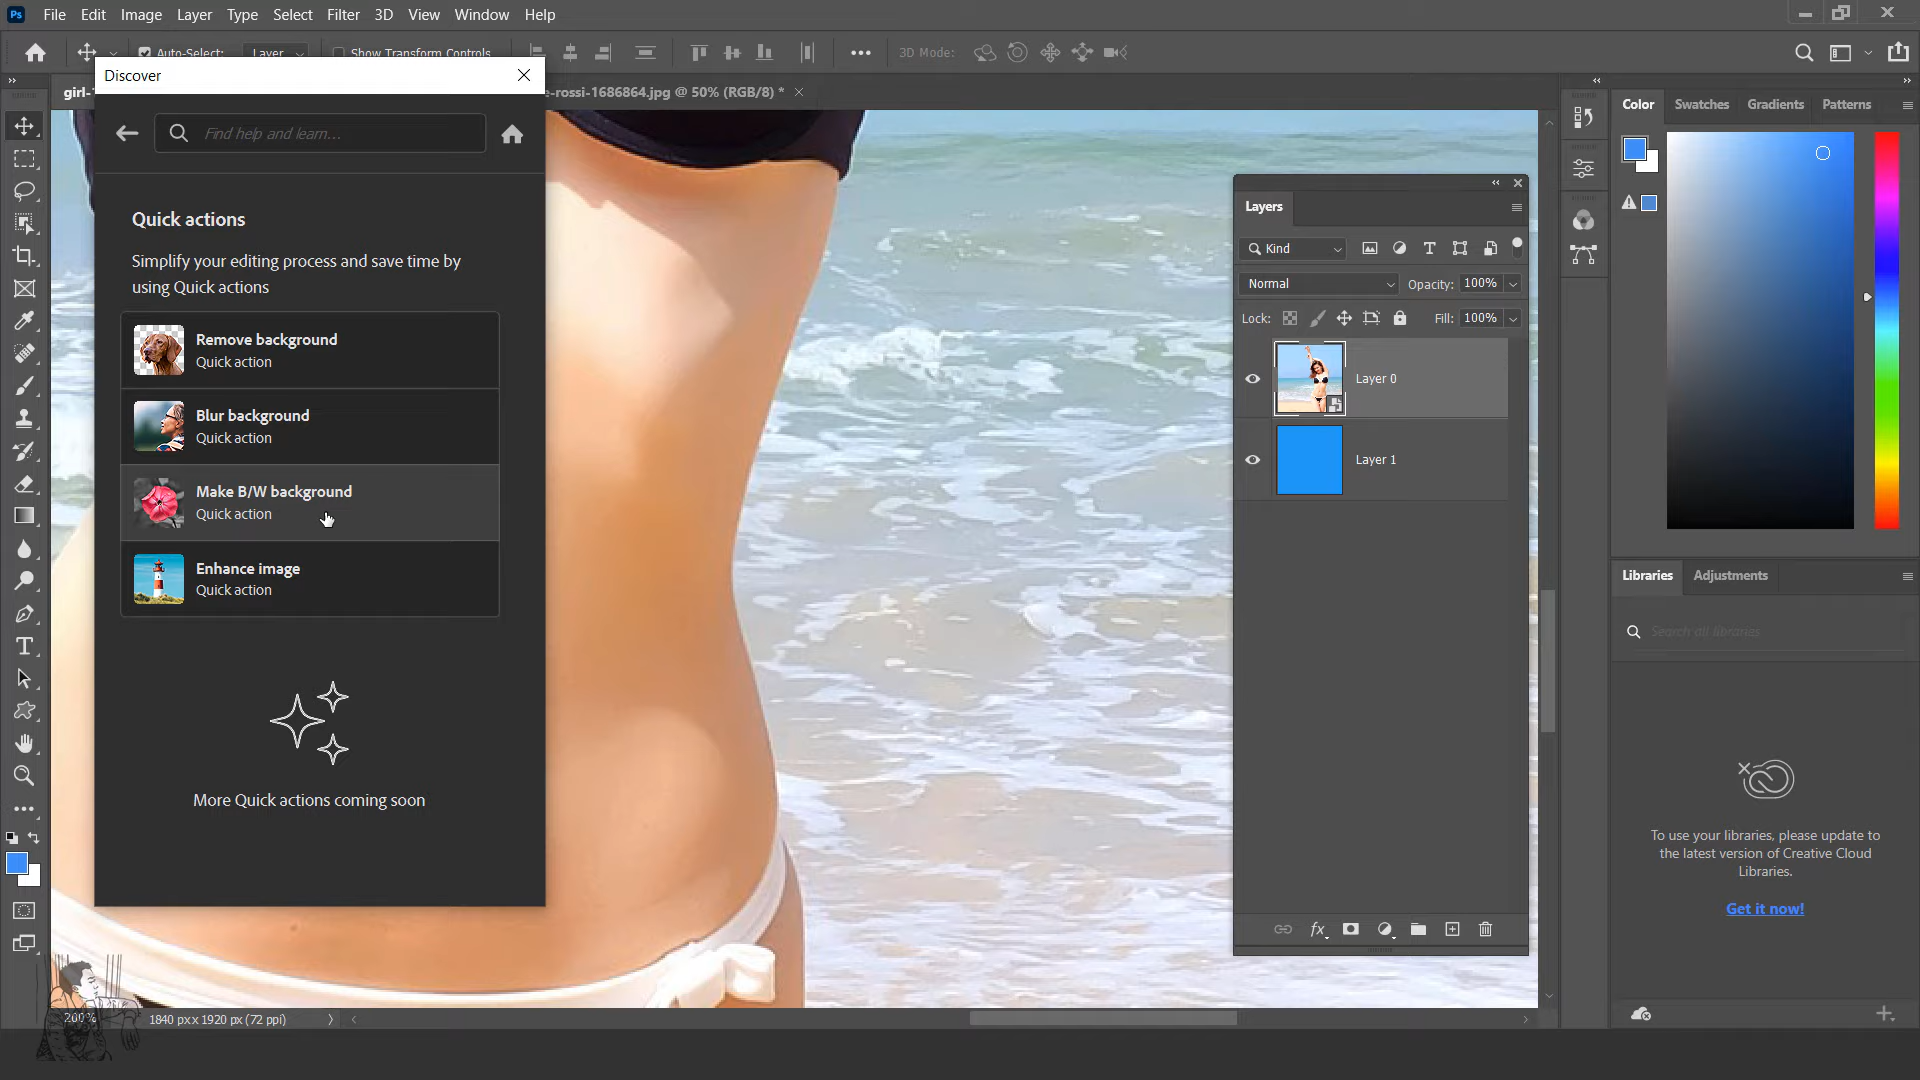 Ps File Edit Image Layer Type Select Filter 3D View Window Help
Auto-Select: Layer Show Transform Controls 3D Mode:
Discover
girl- e-rossi-1686864.jpg @ 50% (RGB/8) *
Find help and learn...
Quick actions
Simplify your editing process and save time by
using Quick actions
Remove background
Quick action
Blur background
Quick action
Make B/W background
Quick action
Enhance image
Quick action
More Quick actions coming soon
200% 1840 px x 1920 px (72 ppi)
Layers
Kind
Normal Opacity: 100%
Lock: Fill: 100%
Layer 0
Layer 1
fx
Color Swatches Gradients Patterns
Libraries Adjustments
Search all libraries
To use your libraries, please update to
the latest version of Creative Cloud
Libraries.
Get it now!